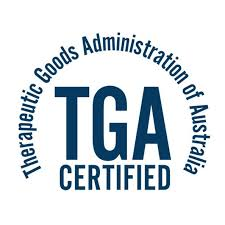 Therapeutic Goods Administration of Australia
TGA
CERTIFIED